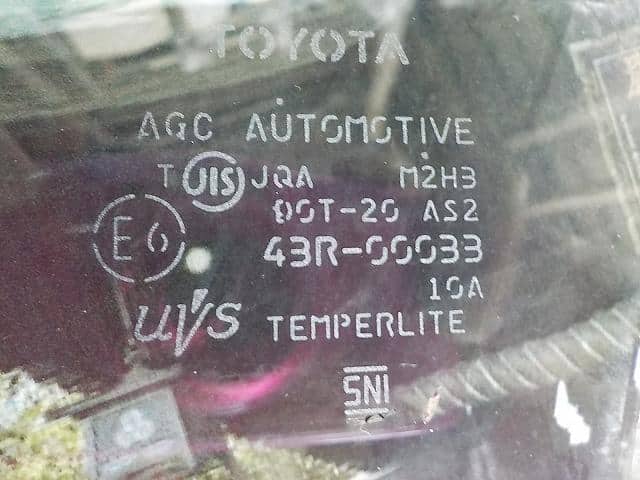 TOYOTA
AGC AUTOMOTIVE
T JIS JQA M2H3
DOT-20 AS2
E6 43R-00033
10A
UVS TEMPERLITE
SNI